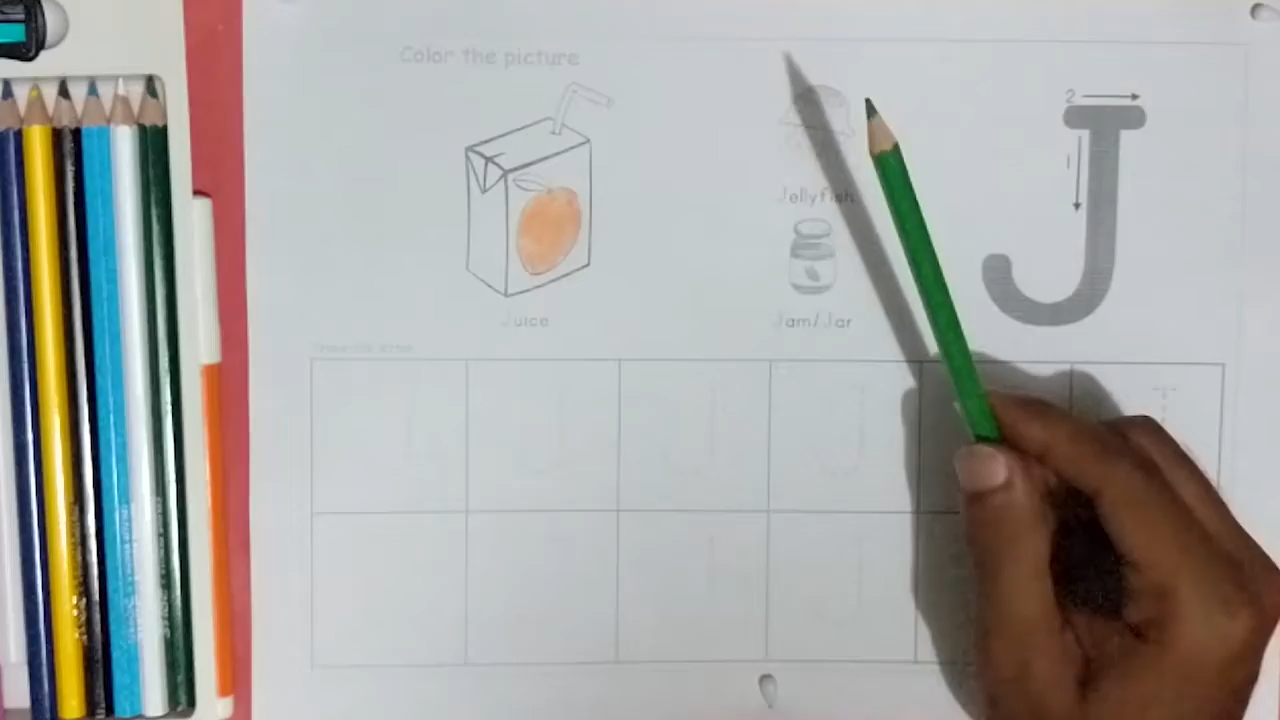 Color the picture
2
J
1
Jellyfish
Juice
Jam/Jar
J J J J
J J